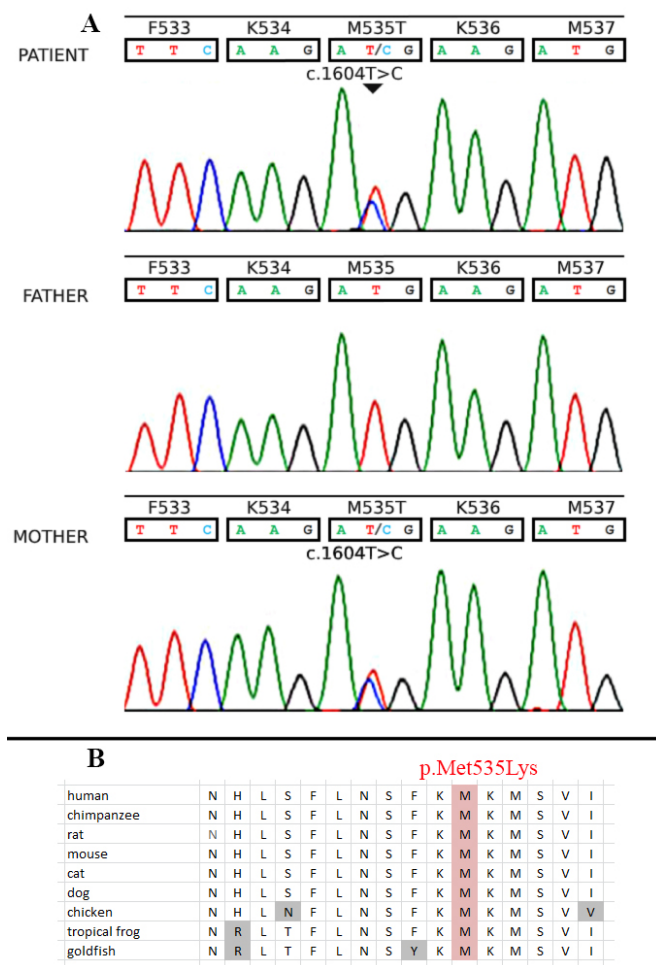 A
F533 K534 M535T K536 M537
PATIENT T T C A A G A T/C G A A G A T G
c.1604T>C
F533 K534 M535 K536 M537
FATHER T T C A A G A T G A A G A T G
F533 K534 M535T K536 M537
MOTHER T T C A A G A T/C G A A G A T G
c.1604T>C
B
p.Met535Lys
human N H L S F L N S F K M K M S V I
chimpanzee N H L S F L N S F K M K M S V I
rat N H L S F L N S F K M K M S V I
mouse N H L S F L N S F K M K M S V I
cat N H L S F L N S F K M K M S V I
dog N H L S F L N S F K M K M S V I
chicken N H L N F L N S F K M K M S V V
tropical frog N R L T F L N S F K M K M S V I
goldfish N R L T F L N S Y K M K M S V I